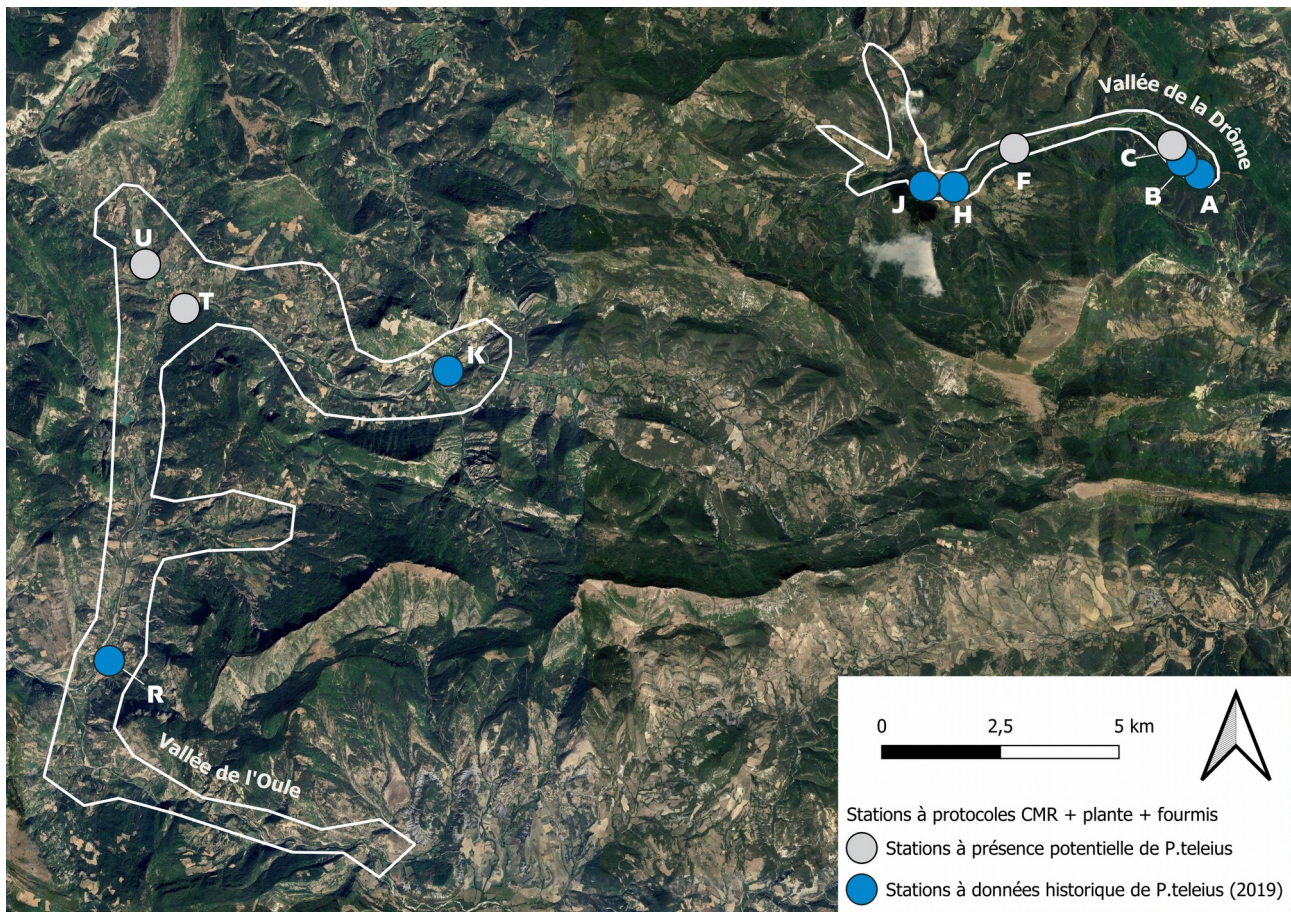 Vallée de la Drôme
C
F
B
A
J
H
U
T
K
R
Vallée de l'Oule
0 2,5 5 km
Stations à protocoles CMR + plante + fourmis
Stations à présence potentielle de P.teleius
Stations à données historique de P.teleius (2019)